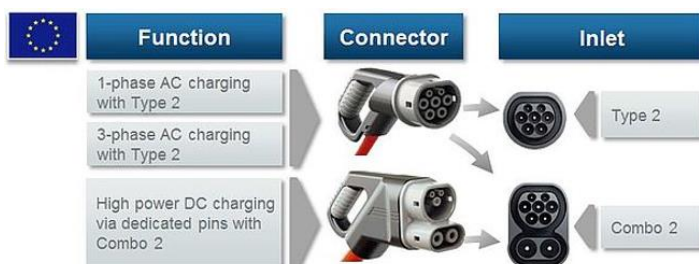 Function
Connector
Inlet
1-phase AC charging
with Type 2
3-phase AC charging
with Type 2
High power DC charging
via dedicated pins with
Combo 2
Type 2
Combo 2